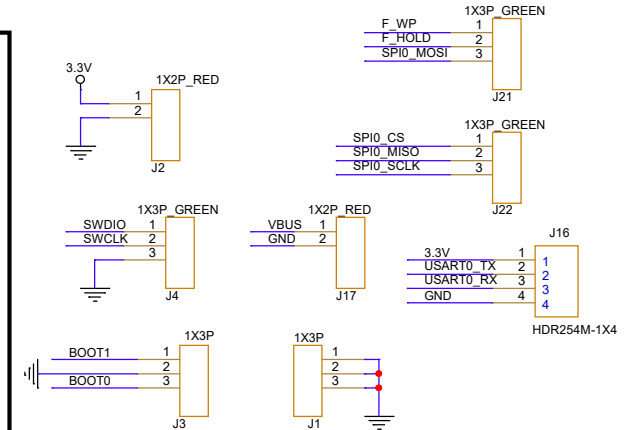 1X3P_GREEN
F_WP 1
F_HOLD 2
SPI0_MOSI 3
J21
3.3V
1X2P_RED
1
2
J2
1X3P_GREEN
SPI0_CS 1
SPI0_MISO 2
SPI0_SCLK 3
J22
1X3P_GREEN
SWDIO 1
SWCLK 2
3
J4
1X2P_RED
VBUS 1
GND 2
J17
J16
3.3V 1 1
USART0_TX 2 2
USART0_RX 3 3
GND 4 4
HDR254M-1X4
1X3P
BOOT1 1
2
BOOT0 3
J3
1X3P
1
2
3
J1